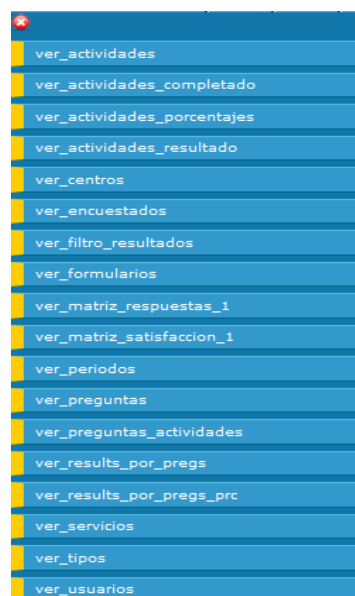 ver_actividades
ver_actividades_completado
ver_actividades_porcentajes
ver_actividades_resultado
ver_centros
ver_encuestados
ver_filtro_resultados
ver_formularios
ver_matriz_respuestas_1
ver_matriz_satisfaccion_1
ver_periodos
ver_preguntas
ver_preguntas_actividades
ver_results_por_pregs
ver_results_por_pregs_prc
ver_servicios
ver_tipos
ver_usuarios